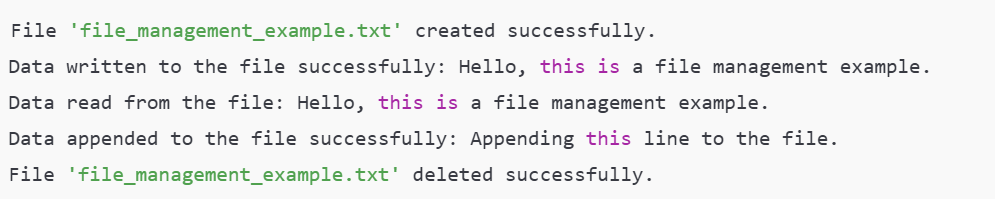 File 'file_management_example.txt' created successfully.
Data written to the file successfully: Hello, this is a file management example.
Data read from the file: Hello, this is a file management example.
Data appended to the file successfully: Appending this line to the file.
File 'file_management_example.txt' deleted successfully.